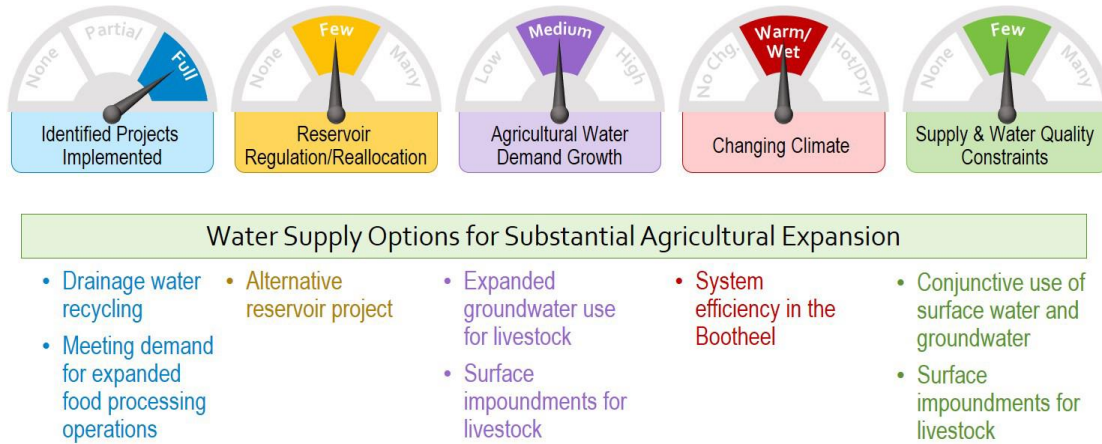 None
Partial
Full
None
Few
Many
Low
Medium
High
No Chg.
Warm/
Wet
Hot/Dry
None
Few
Many
Identified Projects
Implemented
Reservoir
Regulation/Reallocation
Agricultural Water
Demand Growth
Changing Climate
Supply & Water Quality
Constraints
Water Supply Options for Substantial Agricultural Expansion
• Drainage water
recycling
• Meeting demand
for expanded
food processing
operations
• Alternative
reservoir project
• Expanded
groundwater use
for livestock
• Surface
impoundments for
livestock
• System
efficiency in the
Bootheel
• Conjunctive use of
surface water and
groundwater
• Surface
impoundments for
livestock